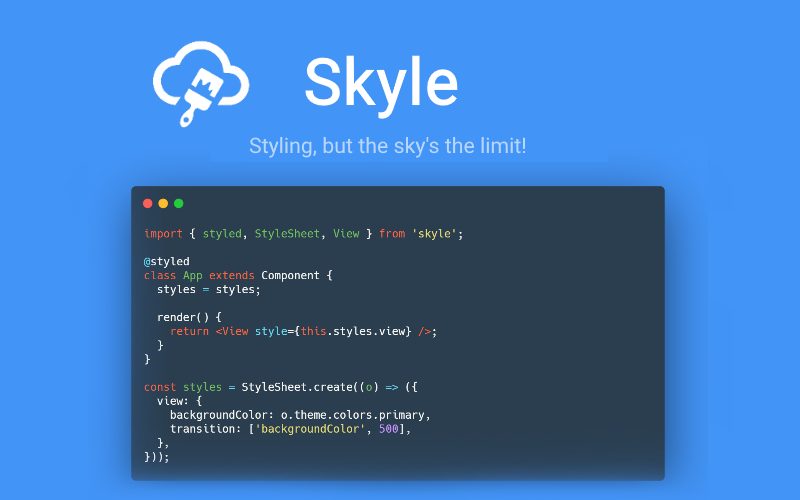 Skyle
Styling, but the sky's the limit!
import { styled, StyleSheet, View } from 'skyle';
@styled
class App extends Component {
  styles = styles;
  render() {
    return <View style={this.styles.view} />;
  }
}
const styles = StyleSheet.create((o) => ({
  view: {
    backgroundColor: o.theme.colors.primary,
    transition: ['backgroundColor', 500],
  },
}));